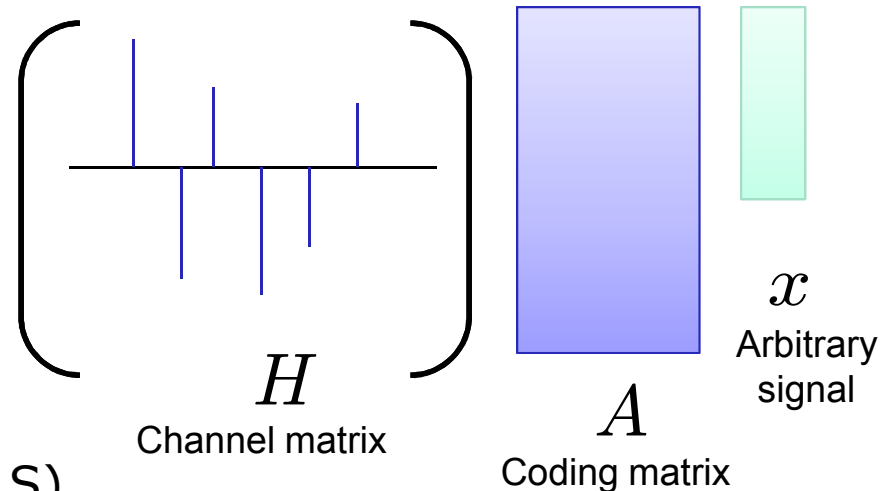 H
Channel matrix
A
Coding matrix
x
Arbitrary
signal
S)